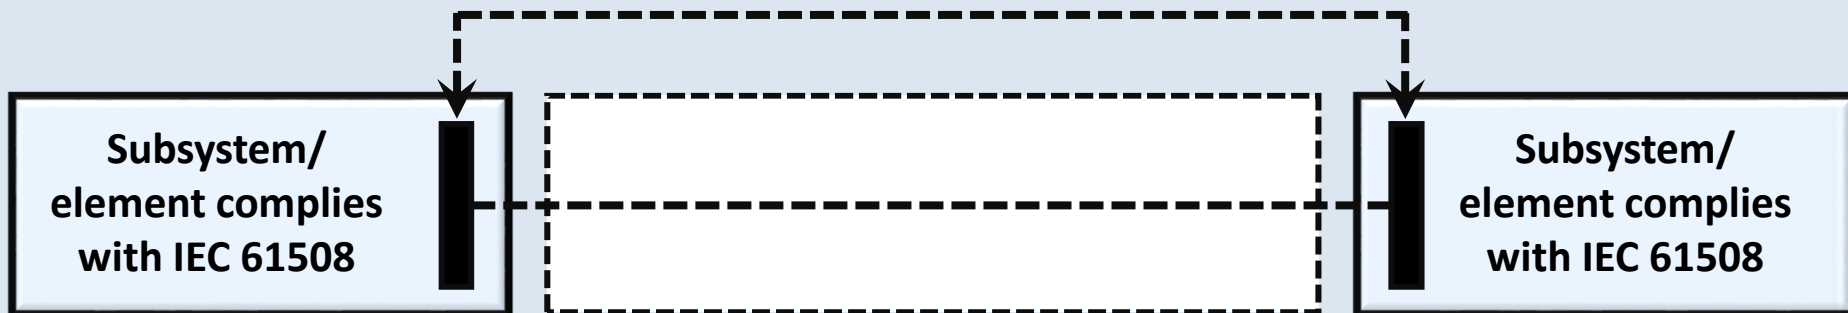 Subsystem/
element complies
with IEC 61508
Subsystem/
element complies
with IEC 61508